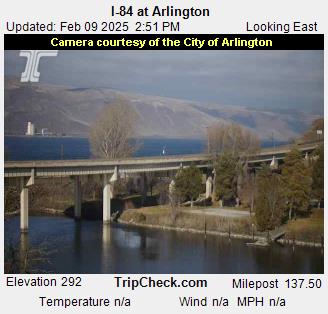 I-84 at Arlington
Updated: Feb 09 2025 2:51 PM Looking East
Camera courtesy of the City of Arlington
Elevation 292 TripCheck.com Milepost 137.50
Temperature n/a Wind n/a MPH n/a